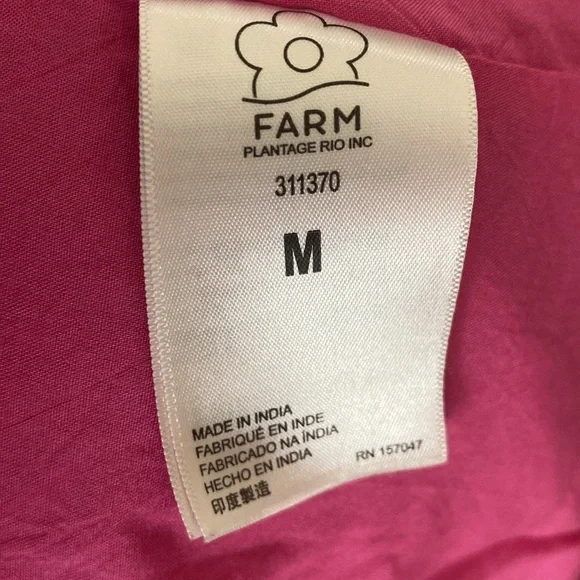 FARM
PLANTAGE RIO INC
311370
M
MADE IN INDIA
FABRIQUÉ EN INDE
FABRICADO NA ÍNDIA
HECHO EN INDIA
印度製造
RN 157047